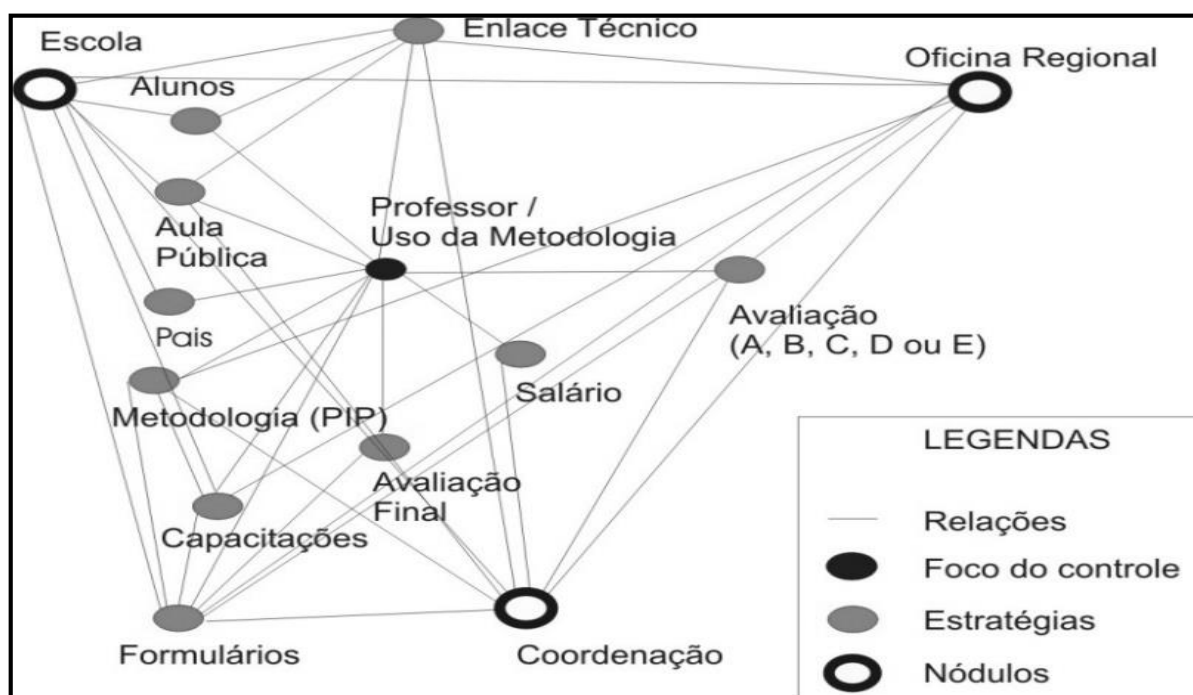 Enlace Técnico
Escola
Oficina Regional
Alunos
Professor /
Uso da Metodologia
Aula
Pública
Pais
Avaliação
(A, B, C, D ou E)
Salário
Metodologia (PIP)
Avaliação
Final
Capacitações
Formulários
Coordenação
LEGENDAS
Relações
Foco do controle
Estratégias
Nódulos